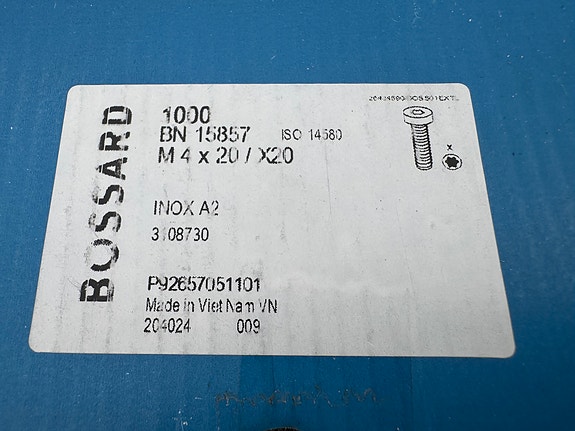 BOSSARD
1000
BN 15857 ISO 14580
M 4 x 20 / X20
x
INOX A2
3108730
P92657051101
Made in Viet Nam VN
204024 009